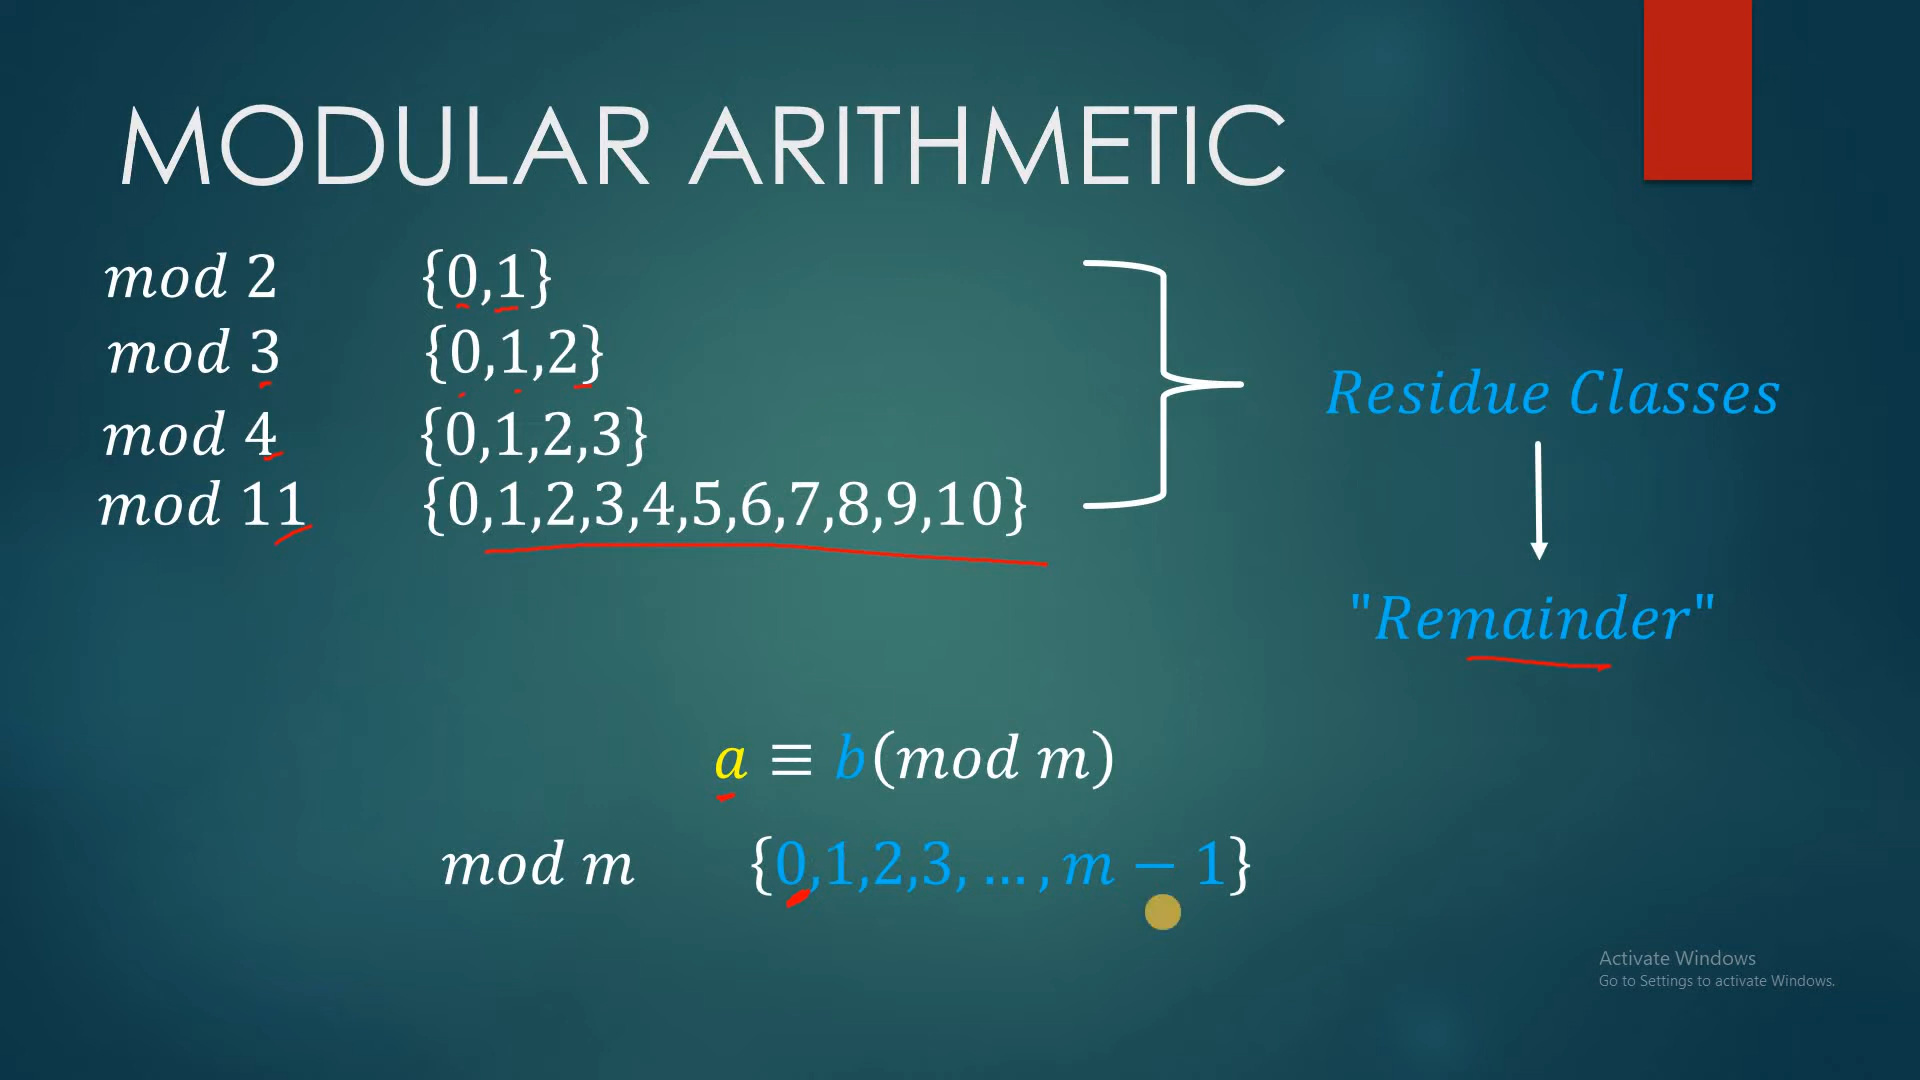 MODULAR ARITHMETIC
mod 2 {0,1}
mod 3 {0,1,2}
mod 4 {0,1,2,3}
mod 11 {0,1,2,3,4,5,6,7,8,9,10}
Residue Classes
"Remainder"
a ≡ b(mod m)
mod m {0,1,2,3, … , m − 1}
Activate Windows
Go to Settings to activate Windows.